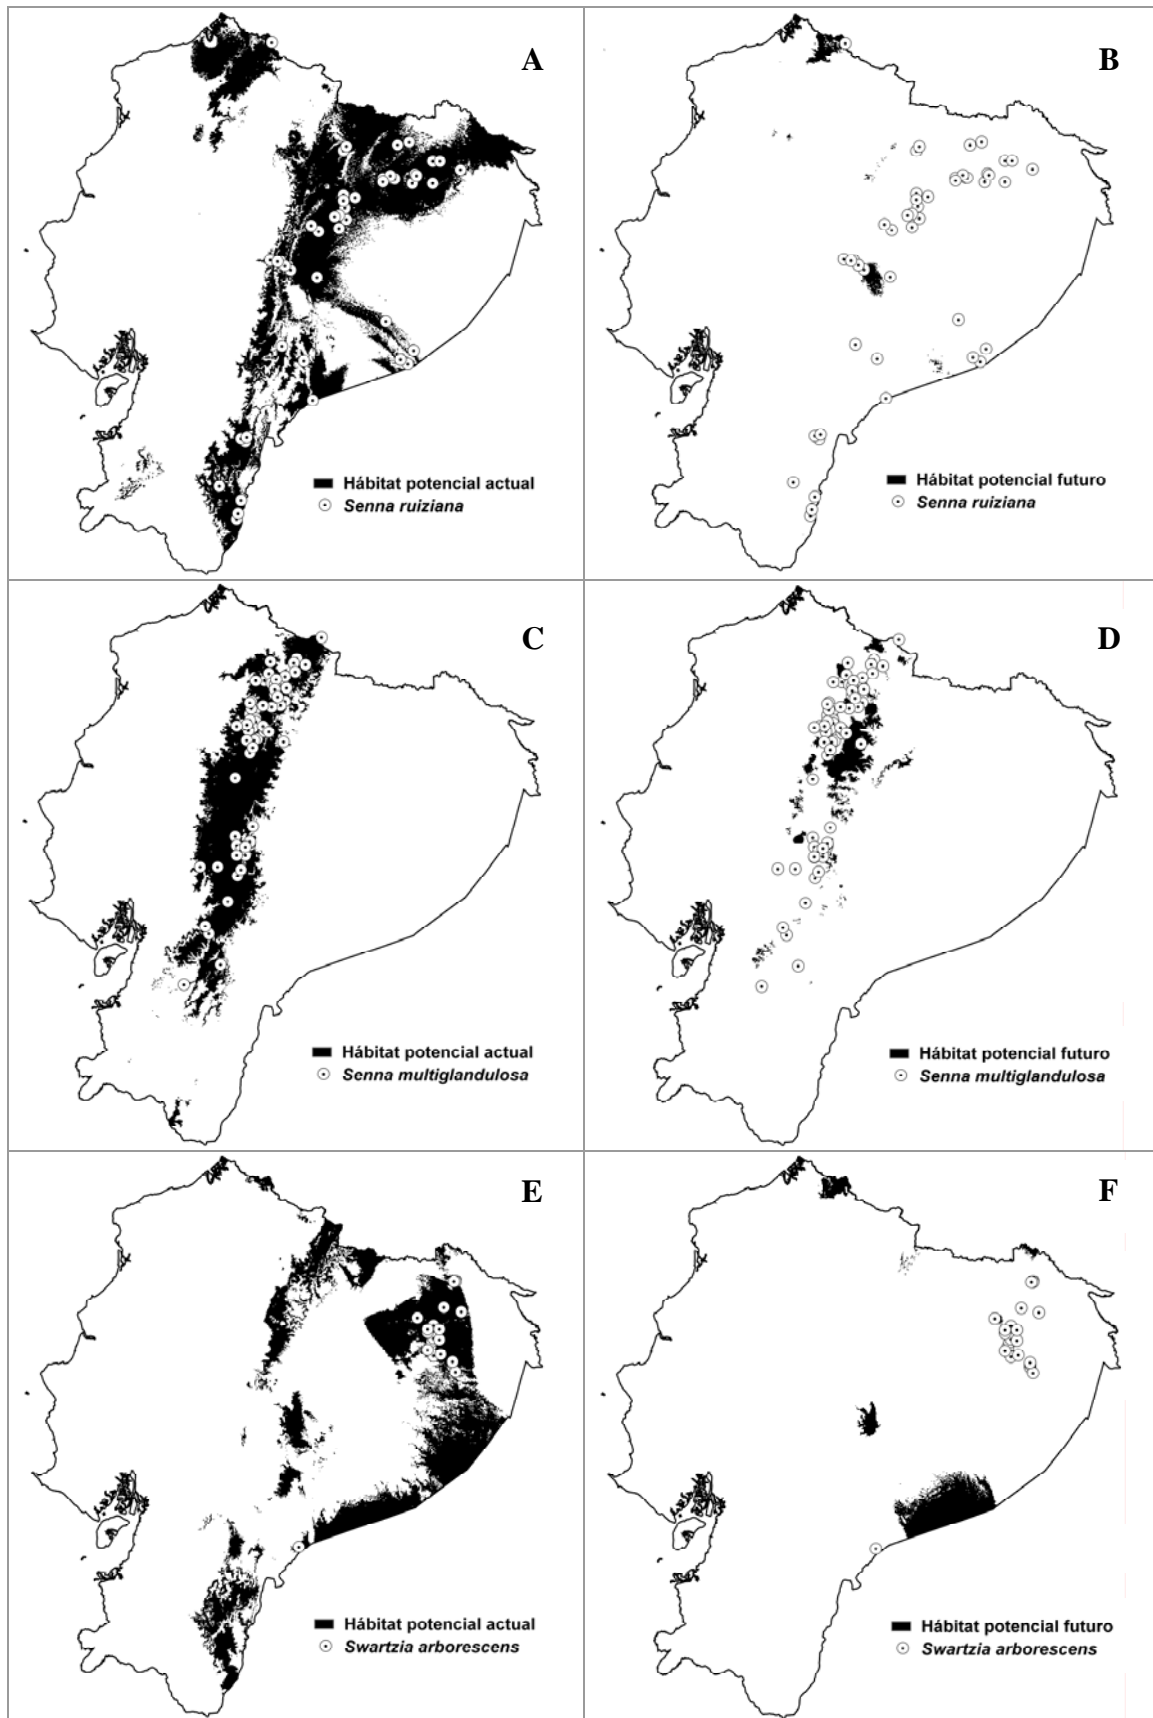 A
Hábitat potencial actual
Senna ruiziana
B
Hábitat potencial futuro
Senna ruiziana
C
Hábitat potencial actual
Senna multiglandulosa
D
Hábitat potencial futuro
Senna multiglandulosa
E
Hábitat potencial actual
Swartzia arborescens
F
Hábitat potencial futuro
Swartzia arborescens